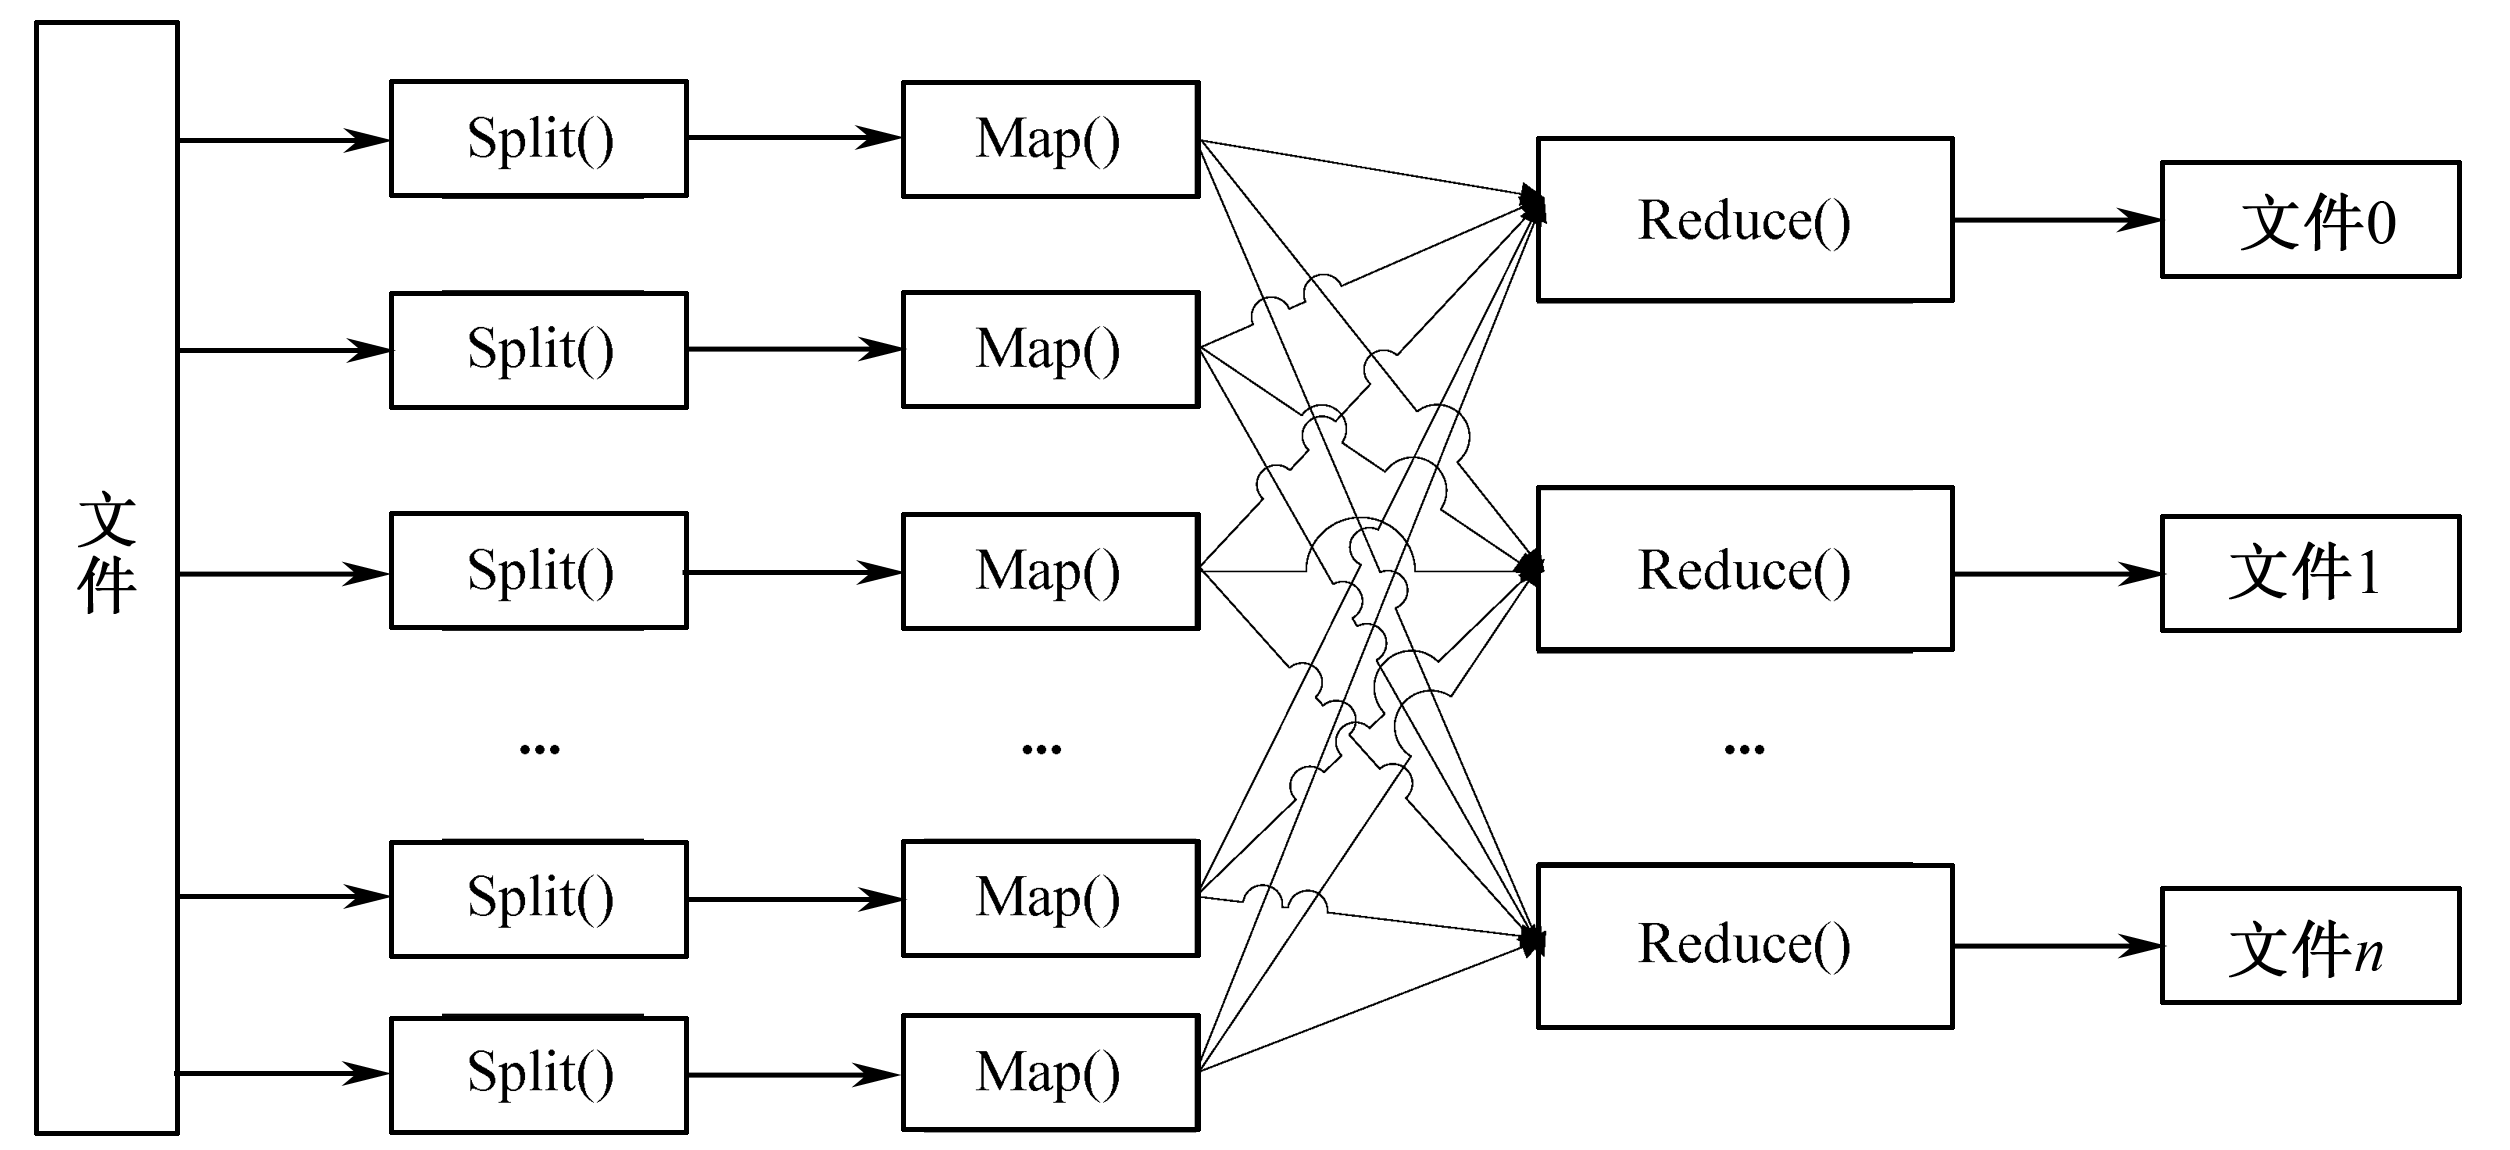 文件
Split()
Map()
Reduce()
文件0
Split()
Map()
Split()
Map()
Reduce()
文件1
...
...
...
Split()
Map()
Reduce()
文件n
Split()
Map()